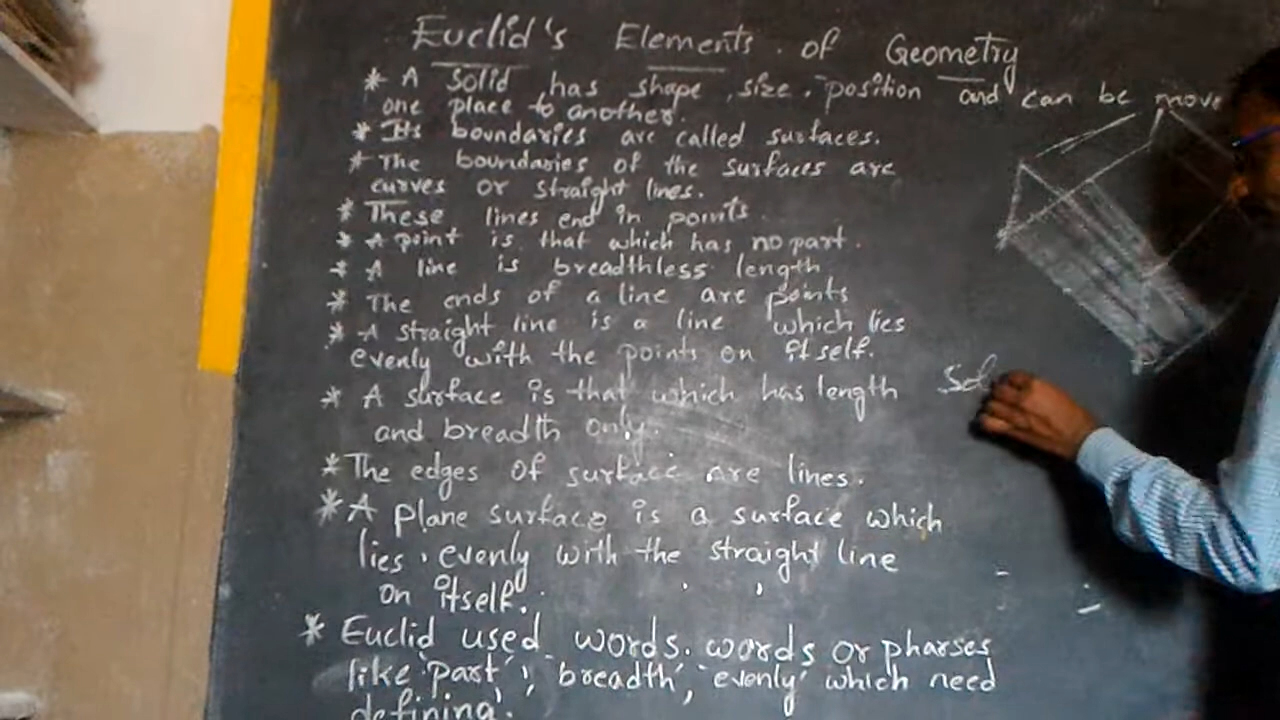 Euclid's Elements of Geometry
* A solid has shape, size, position and can be move
one place to another.
* Its boundaries are called surfaces.
* The boundaries of the surfaces are
curves or straight lines.
* These lines end in points.
* A point is that which has no part.
* A line is breadthless length
* The ends of a line are points
* A straight line is a line which lies
evenly with the points on itself.
* A surface is that which has length
and breadth only.
* The edges of surface are lines.
* A plane surface is a surface which
lies evenly with the straight line
on itself.
* Euclid used words. words or pharses
like 'part', 'breadth', 'evenly' which need
defining'.
Sol